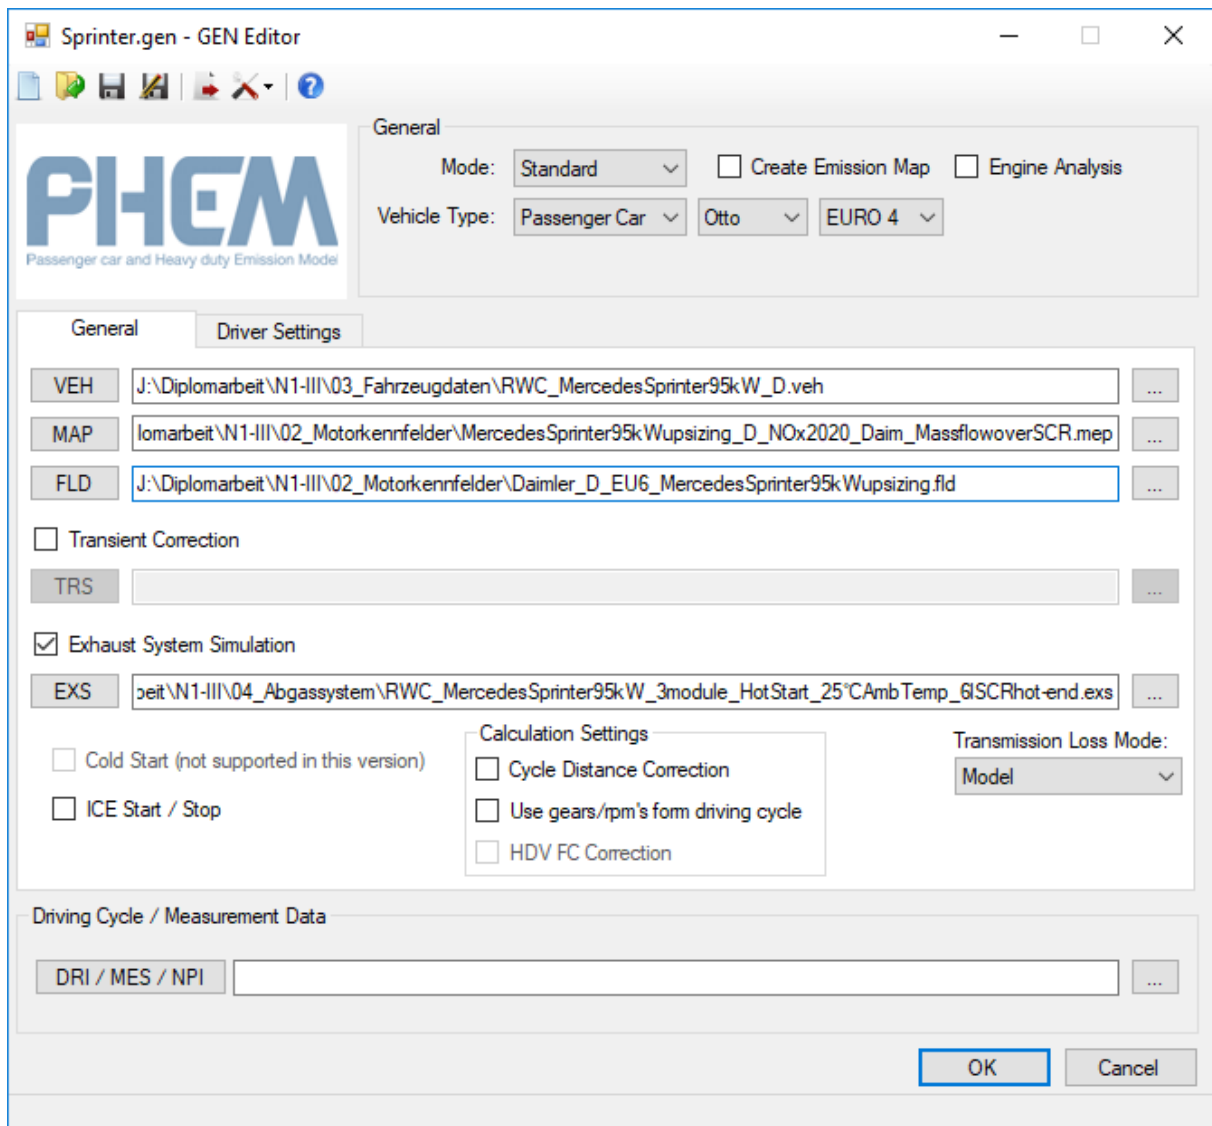 Sprinter.gen - GEN Editor
PHEM
Passenger car and Heavy duty Emission Model
General
Mode: Standard Create Emission Map Engine Analysis
Vehicle Type: Passenger Car Otto EURO 4
General Driver Settings
VEH J:\Diplomarbeit\N1-III\03_Fahrzeugdaten\RWC_MercedesSprinter95kW_D.veh ...
MAP lomarbeit\N1-III\02_Motorkennfelder\MercedesSprinter95kWupsizing_D_NOx2020_Daim_MassflowoverSCR.mep ...
FLD J:\Diplomarbeit\N1-III\02_Motorkennfelder\Daimler_D_EU6_MercedesSprinter95kWupsizing.fld ...
Transient Correction
TRS ...
Exhaust System Simulation
EXS beit\N1-III\04_Abgassystem\RWC_MercedesSprinter95kW_3module_HotStart_25°CAmbTemp_6lSCRhot-end.exs ...
Cold Start (not supported in this version)
ICE Start / Stop
Calculation Settings
Cycle Distance Correction
Use gears/rpm's form driving cycle
HDV FC Correction
Transmission Loss Mode:
Model
Driving Cycle / Measurement Data
DRI / MES / NPI ...
OK Cancel